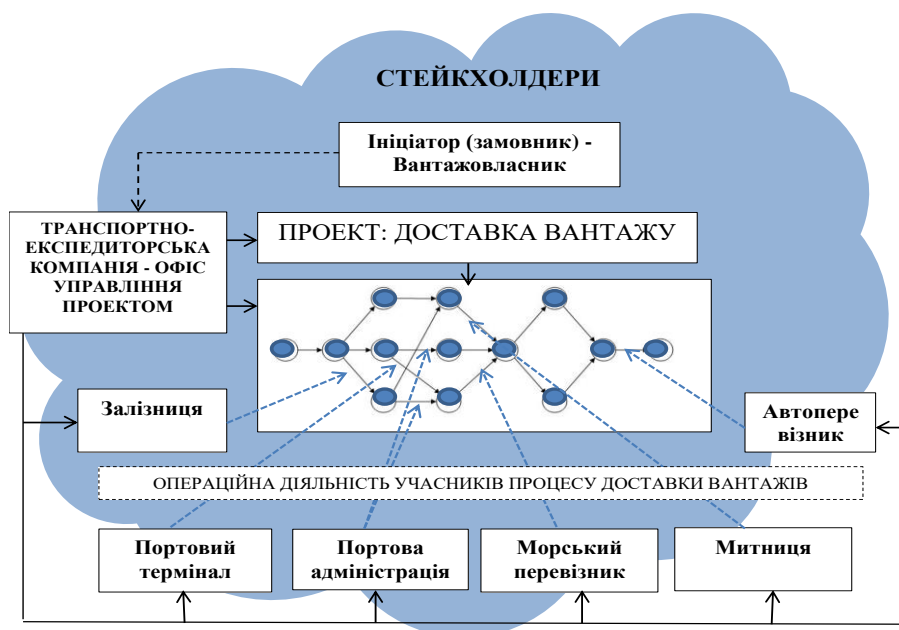 СТЕЙКХОЛДЕРИ
Ініціатор (замовник) -
Вантажовласник
ТРАНСПОРТНО-
ЕКСПЕДИТОРСЬКА
КОМПАНІЯ - ОФІС
УПРАВЛІННЯ
ПРОЕКТОМ
ПРОЕКТ: ДОСТАВКА ВАНТАЖУ
Залізниця
Автопере
візник
ОПЕРАЦІЙНА ДІЯЛЬНІСТЬ УЧАСНИКІВ ПРОЦЕСУ ДОСТАВКИ ВАНТАЖІВ
Портовий
термінал
Портова
адміністрація
Морський
перевізник
Митниця